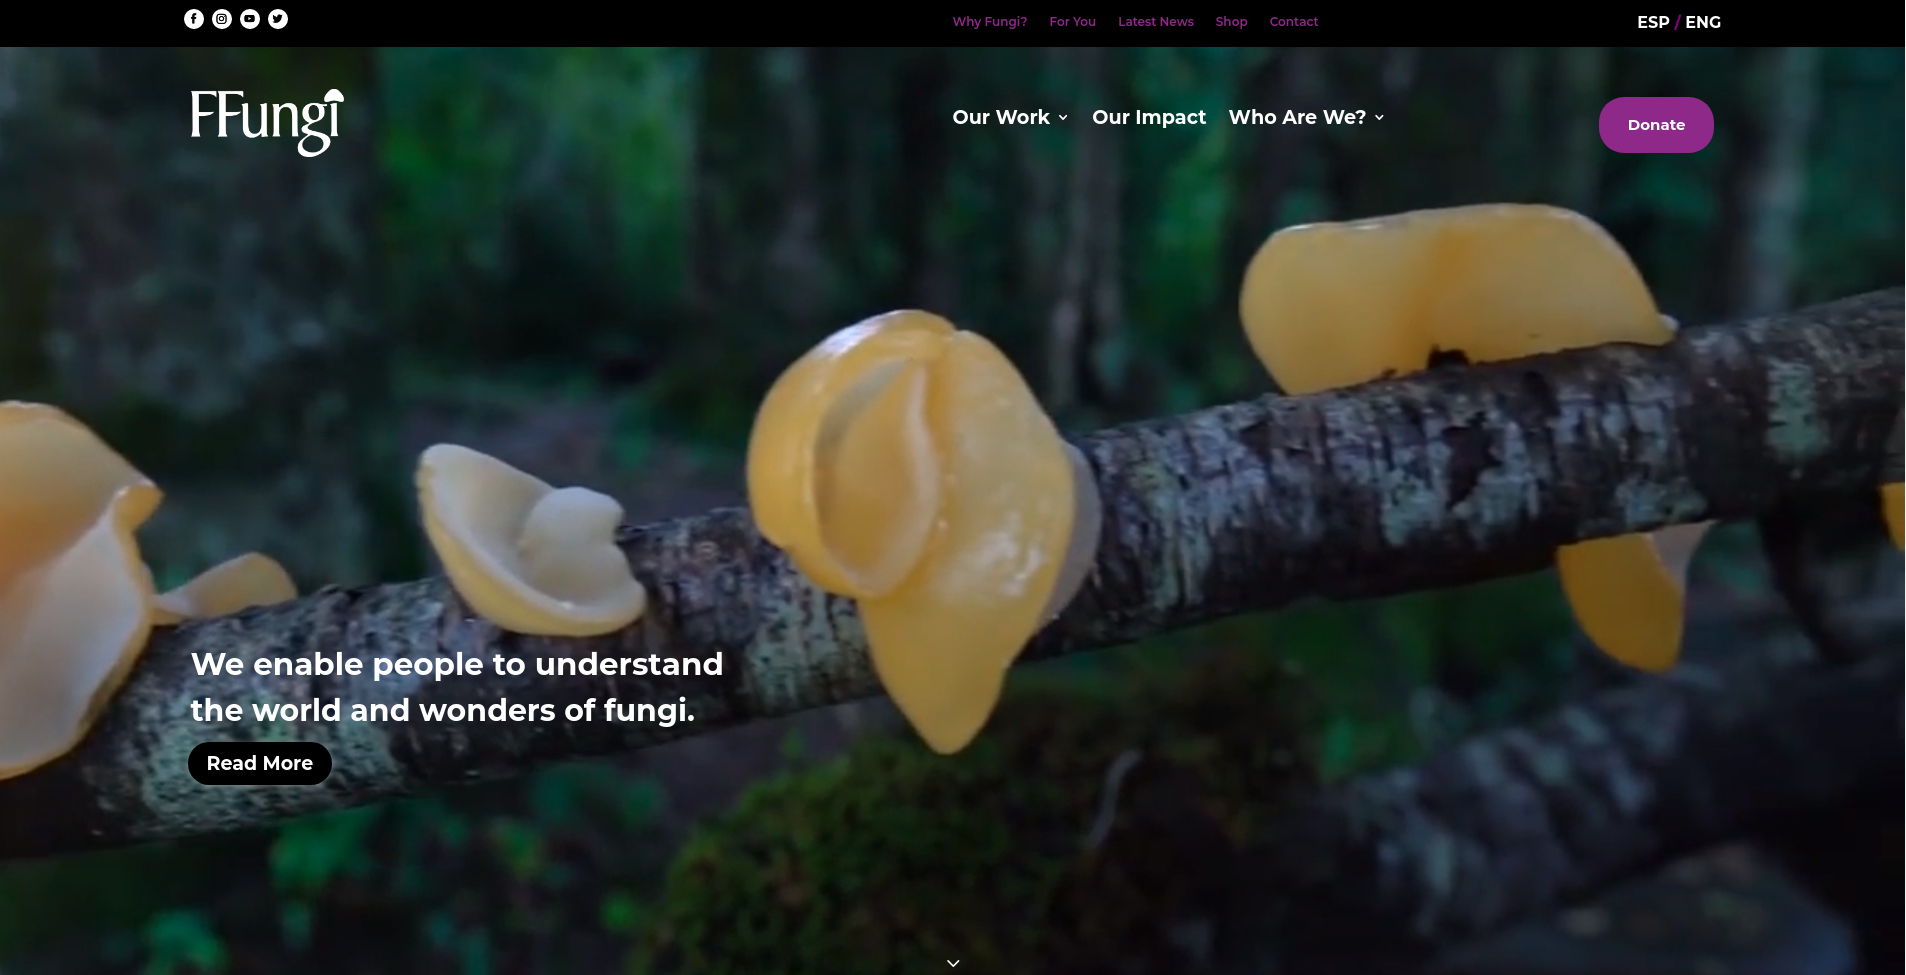 Why Fungi? For You Latest News Shop Contact
ESP / ENG
FFungi
Our Work Our Impact Who Are We?
Donate
We enable people to understand
the world and wonders of fungi.
Read More